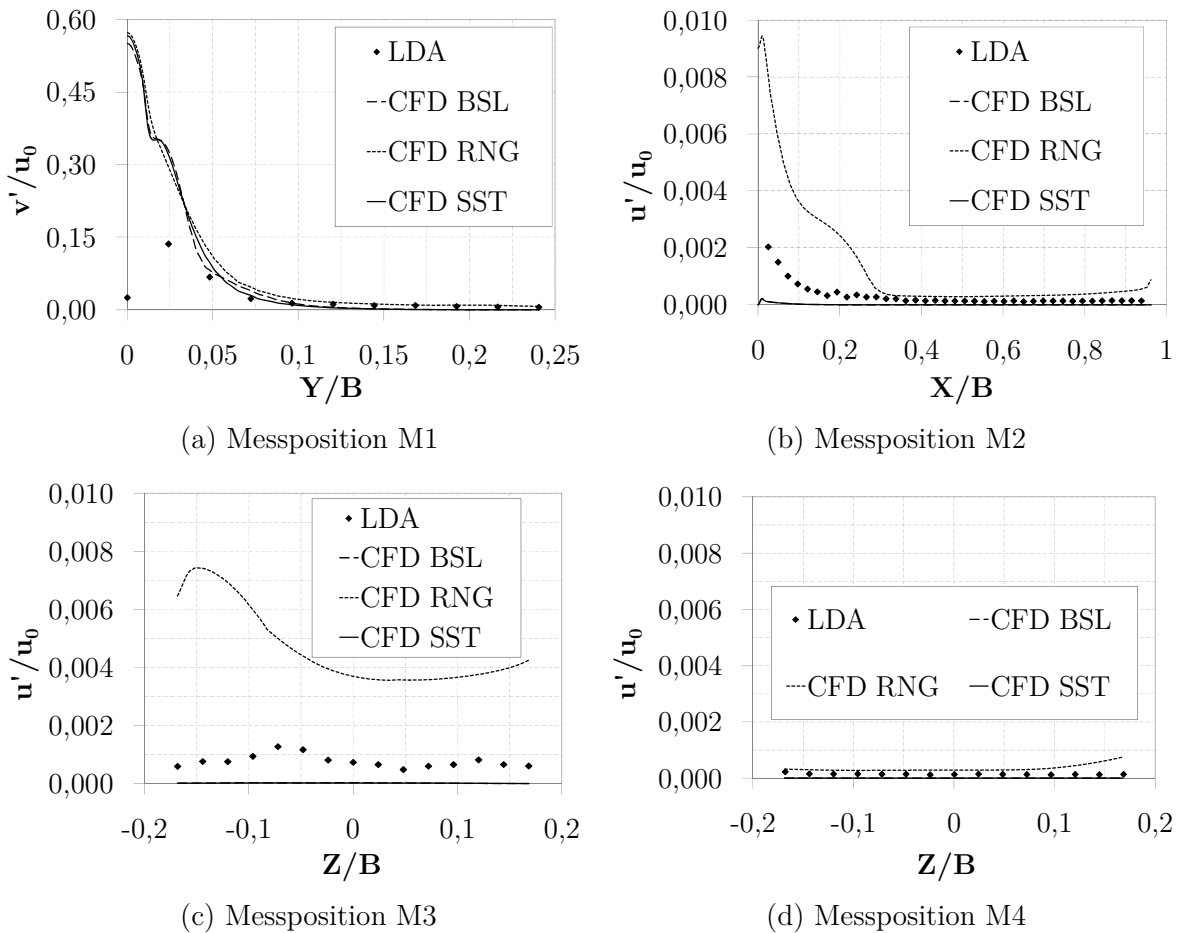 0,60
0,45
0,30
0,15
0,00
v'/u0
0
0,05
0,1
0,15
0,2
0,25
Y/B
LDA
CFD BSL
CFD RNG
CFD SST
(a) Messposition M1
0,010
0,008
0,006
0,004
0,002
0,000
u'/u0
0
0,2
0,4
0,6
0,8
1
X/B
LDA
CFD BSL
CFD RNG
CFD SST
(b) Messposition M2
0,010
0,008
0,006
0,004
0,002
0,000
u'/u0
-0,2
-0,1
0
0,1
0,2
Z/B
LDA
CFD BSL
CFD RNG
CFD SST
(c) Messposition M3
0,010
0,008
0,006
0,004
0,002
0,000
u'/u0
-0,2
-0,1
0
0,1
0,2
Z/B
LDA
CFD BSL
CFD RNG
CFD SST
(d) Messposition M4